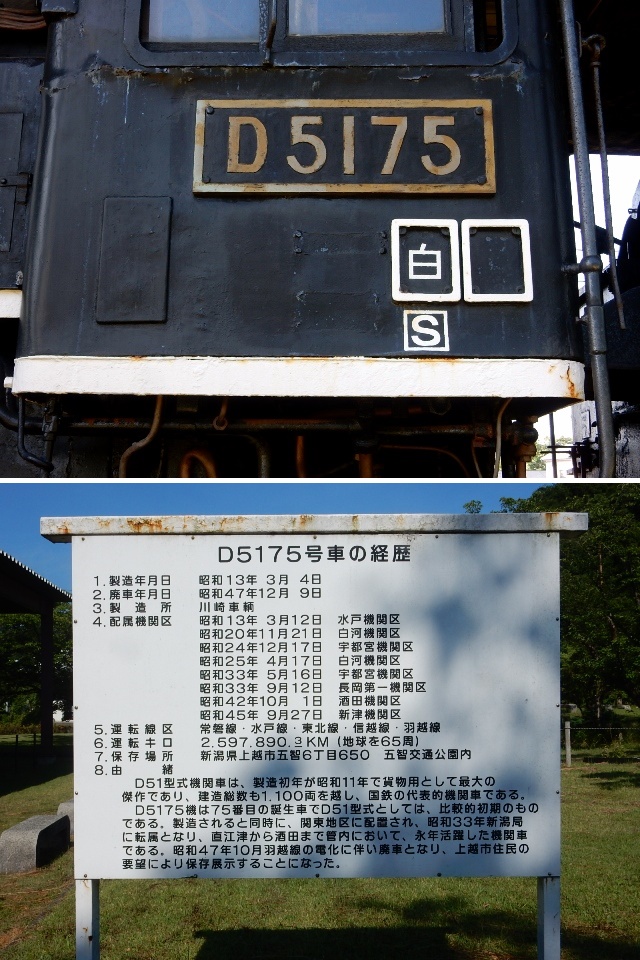 D5175
白
S
D5175号車の経歴
1.製造年月日 昭和13年 3月 4日
2.廃車年月日 昭和47年12月 9日
3.製造所 川崎車輌
4.配属機関区 昭和13年 3月12日 水戸機関区
昭和20年11月21日 白河機関区
昭和24年12月17日 宇都宮機関区
昭和25年 4月17日 白河機関区
昭和33年 5月16日 宇都宮機関区
昭和33年 9月12日 長岡第一機関区
昭和42年10月 1日 酒田機関区
昭和45年 9月27日 新津機関区
5.運転線区 常磐線・水戸線・東北線・信越線・羽越線
6.運転キロ 2.597.890.3KM (地球を65周)
7.保存場所 新潟県上越市五智6丁目650 五智交通公園内
8.由緒
D51型式機関車は、製造初年が昭和11年で貨物用として最大の
傑作であり、建造総数も1.100両を越し、国鉄の代表的機関車である。
D5175機は75番目の誕生車でD51型式としては、比較的初期のもの
である。製造されると同時に、関東地区に配置され、昭和33年新潟局
に転属となり、直江津から酒田まで管内において、永年活躍した機関車
である。昭和47年10月羽越線の電化に伴い廃車となり、上越市住民の
要望により保存展示することになった。